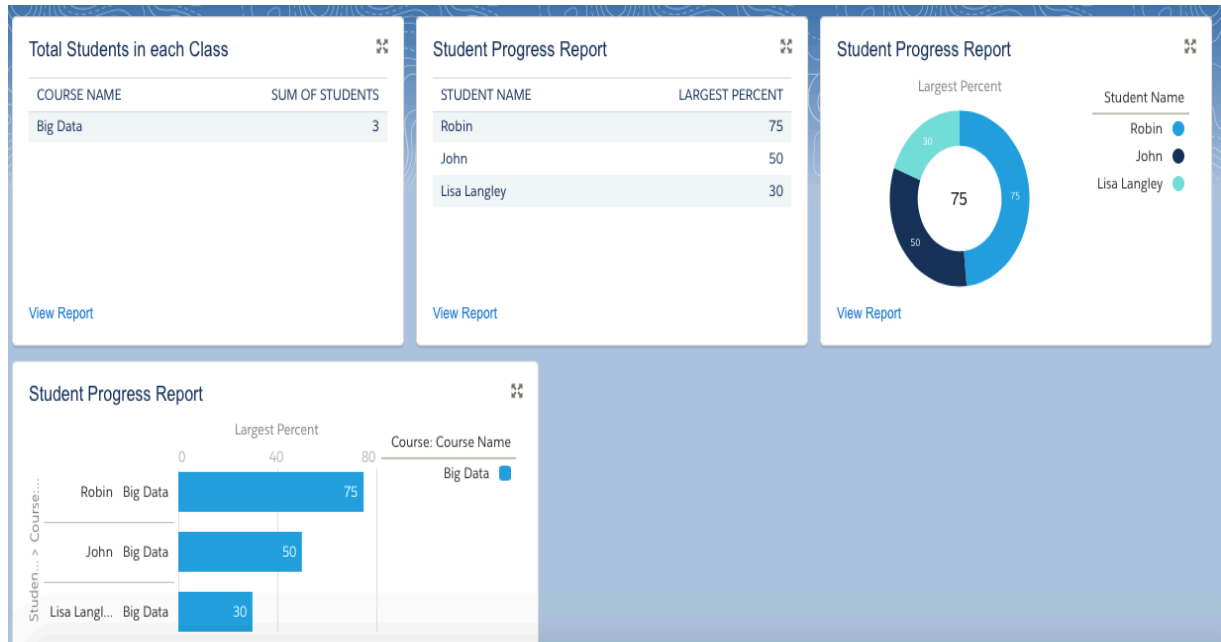 Total Students in each Class
COURSE NAME SUM OF STUDENTS
Big Data 3
View Report
Student Progress Report
STUDENT NAME LARGEST PERCENT
Robin 75
John 50
Lisa Langley 30
View Report
Student Progress Report
Largest Percent
30
75
50
75
Student Name
Robin
John
Lisa Langley
View Report
Student Progress Report
Largest Percent
0 40 80
Studen... > Course:...
Robin Big Data 75
John Big Data 50
Lisa Langl... Big Data 30
Course: Course Name
Big Data